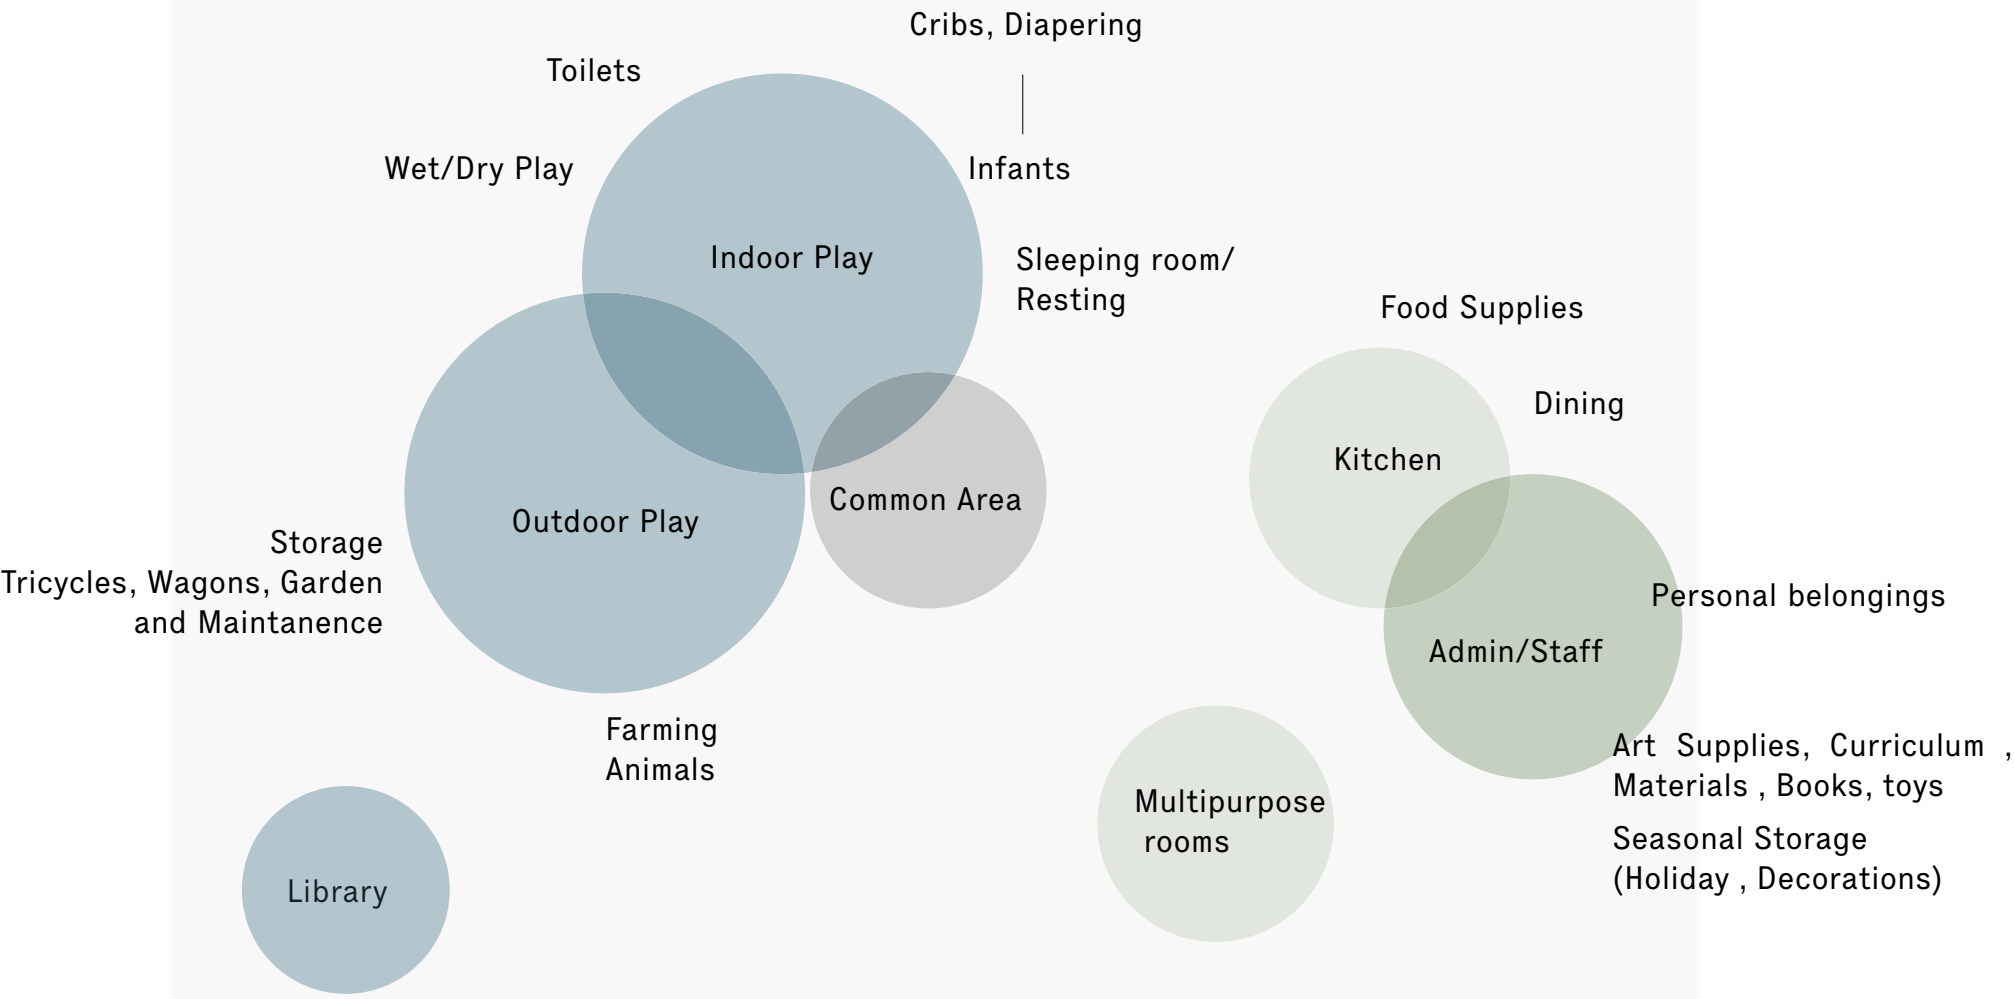 Cribs, Diapering
Toilets
Wet/Dry Play
Infants
Indoor Play
Sleeping room/
Resting
Food Supplies
Dining
Kitchen
Common Area
Outdoor Play
Storage
Tricycles, Wagons, Garden
and Maintanence
Personal belongings
Admin/Staff
Farming
Animals
Art Supplies, Curriculum ,
Materials , Books, toys
Multipurpose
rooms
Seasonal Storage
(Holiday , Decorations)
Library